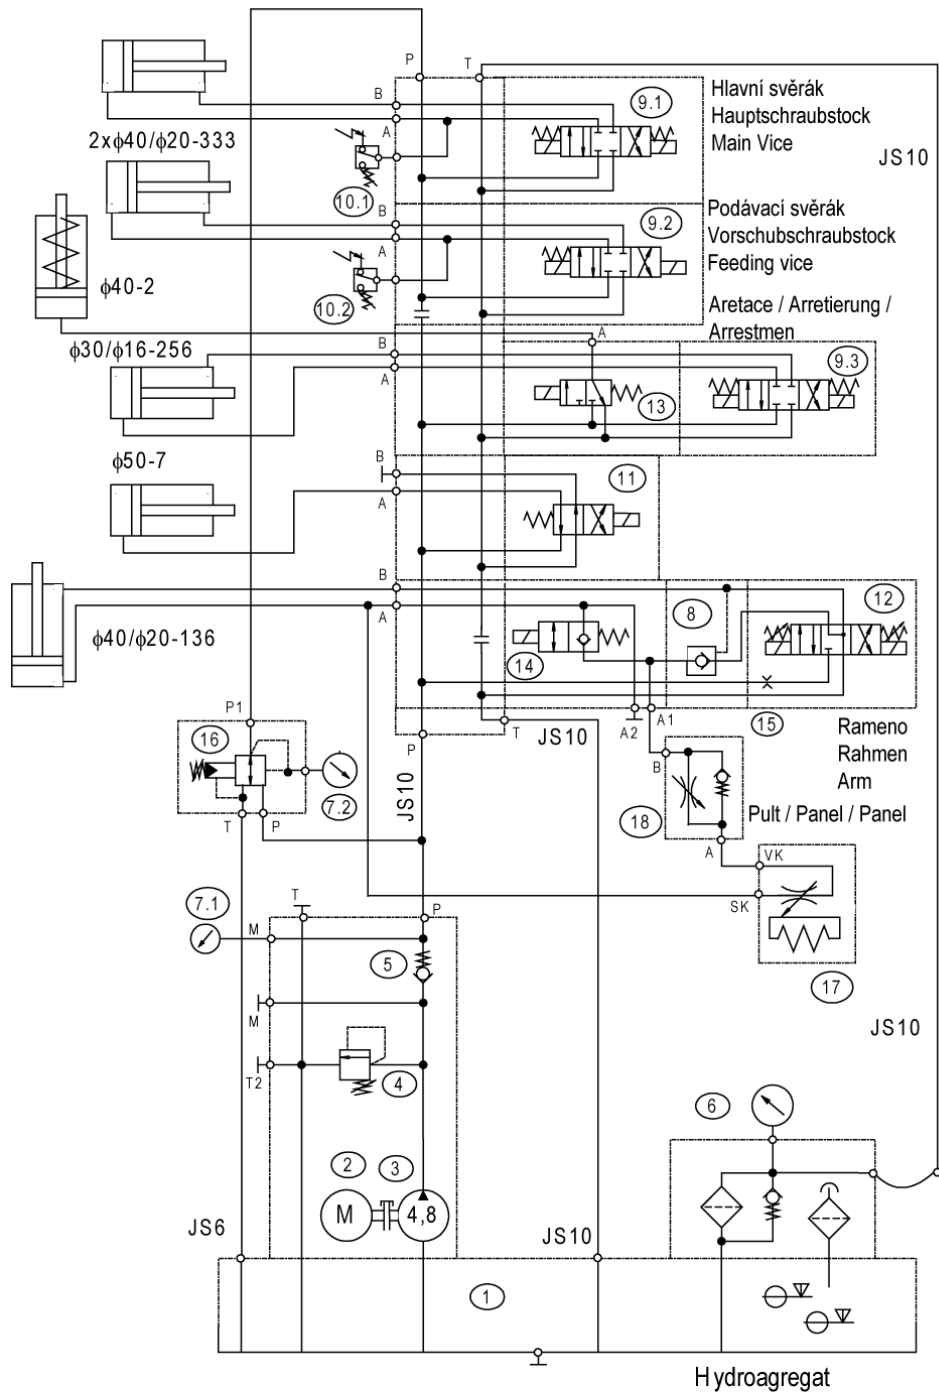 P
T
B
9.1
Hlavní svěrák
Hauptschraubstock
Main Vice
A
JS10
2xϕ40/ϕ20-333
10.1
B
9.2
Podávací svěrák
Vorschubschraubstock
Feeding vice
A
ϕ40-2
10.2
Aretace / Arretierung /
Arrestmen
A
ϕ30/ϕ16-256
B
9.3
A
13
ϕ50-7
B
11
A
B
8
12
A
ϕ40/ϕ20-136
14
P1
A2
A1
15
T
JS10
Rameno
Rahmen
Arm
16
P
JS10
B
7.2
18
Pult / Panel / Panel
T
P
A
VK
7.1
T
P
SK
M
5
17
M
JS10
T2
4
6
2
3
M
4,8
JS6
JS10
1
Hydroagregat